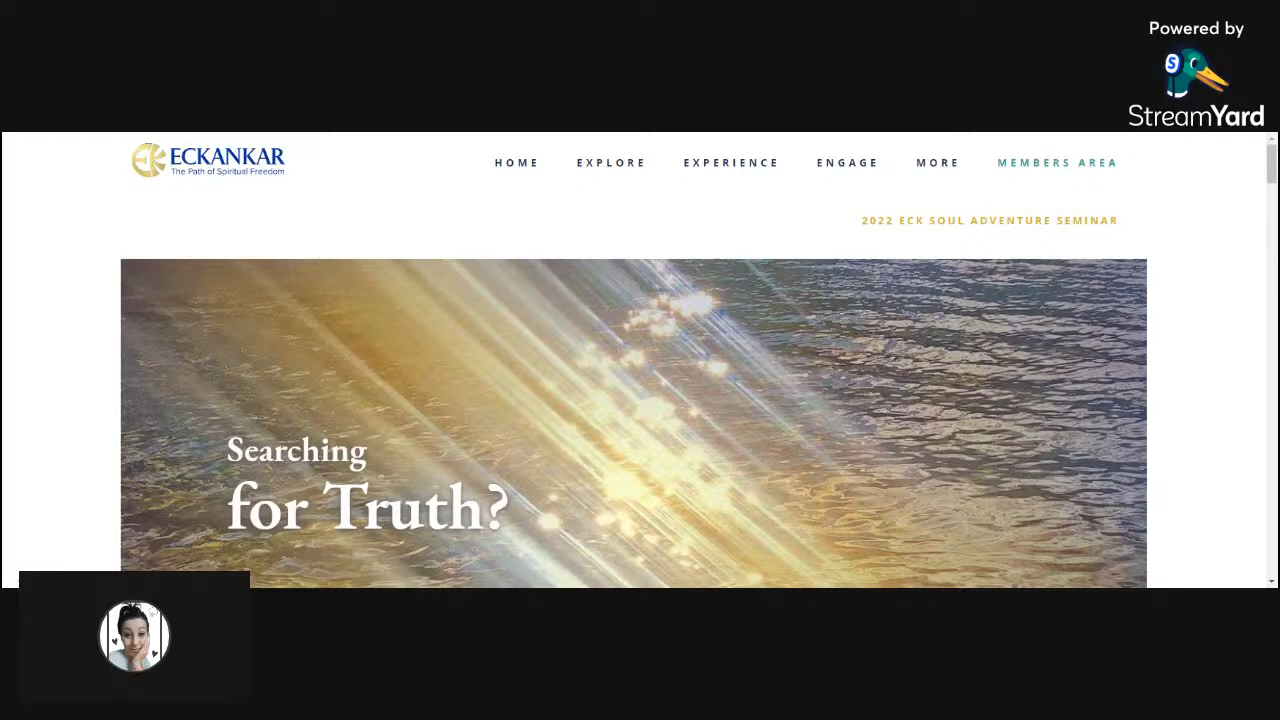 Powered by
StreamYard
ECKANKAR
The Path of Spiritual Freedom
HOME EXPLORE EXPERIENCE ENGAGE MORE MEMBERS AREA
2022 ECK SOUL ADVENTURE SEMINAR
Searching
for Truth?